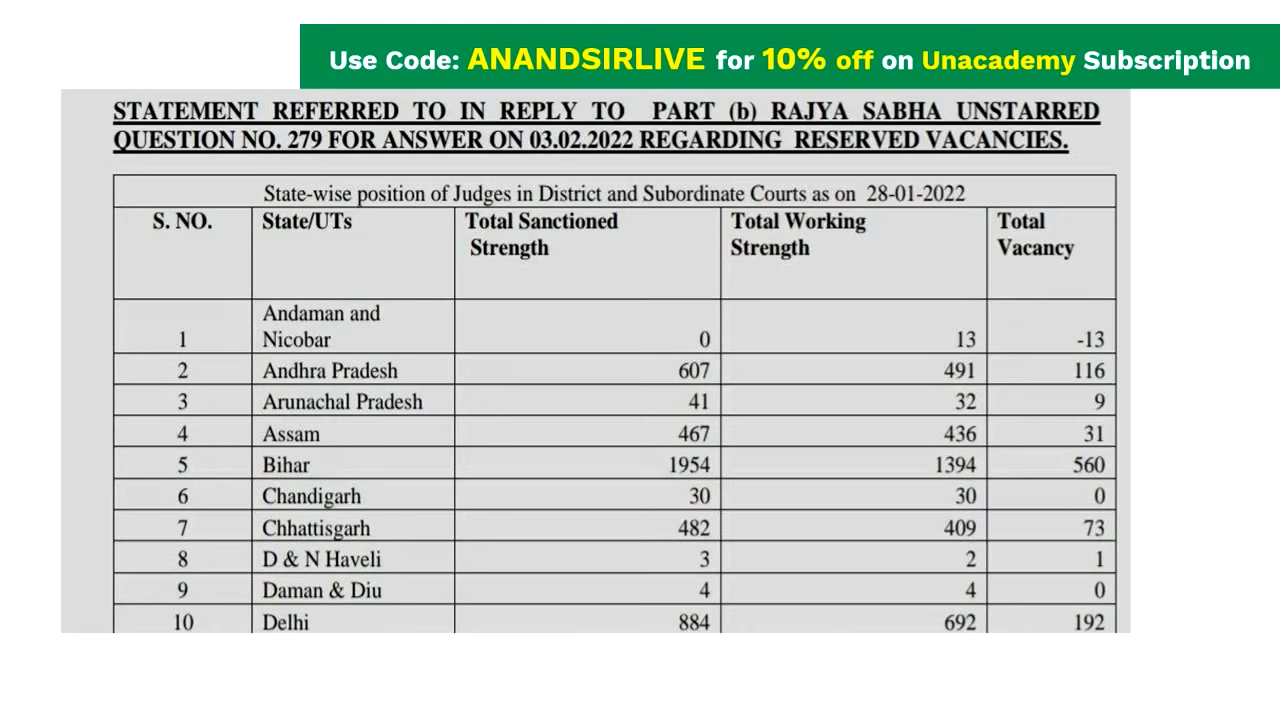 Use Code: ANANDSIRLIVE for 10% off on Unacademy Subscription
STATEMENT REFERRED TO IN REPLY TO PART (b) RAJYA SABHA UNSTARRED
QUESTION NO. 279 FOR ANSWER ON 03.02.2022 REGARDING RESERVED VACANCIES.
State-wise position of Judges in District and Subordinate Courts as on 28-01-2022
S. NO. State/UTs Total Sanctioned Strength Total Working Strength Total Vacancy
1 Andaman and Nicobar 0 13 -13
2 Andhra Pradesh 607 491 116
3 Arunachal Pradesh 41 32 9
4 Assam 467 436 31
5 Bihar 1954 1394 560
6 Chandigarh 30 30 0
7 Chhattisgarh 482 409 73
8 D & N Haveli 3 2 1
9 Daman & Diu 4 4 0
10 Delhi 884 692 192